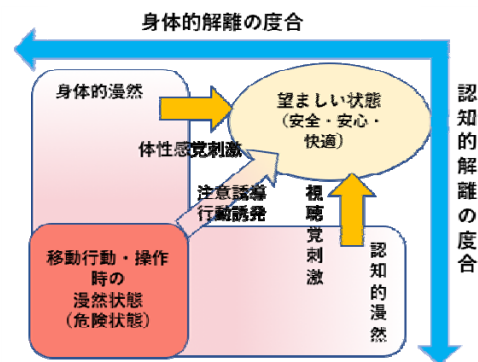 身体的解離の度合
身体的漫然
望ましい状態
（安全・安心・
快適）
体性感覚刺激
注意誘導
行動誘発
視聴覚刺激
認知的解離の度合
移動行動・操作
時の
漫然状態
（危険状態）
認知的漫然